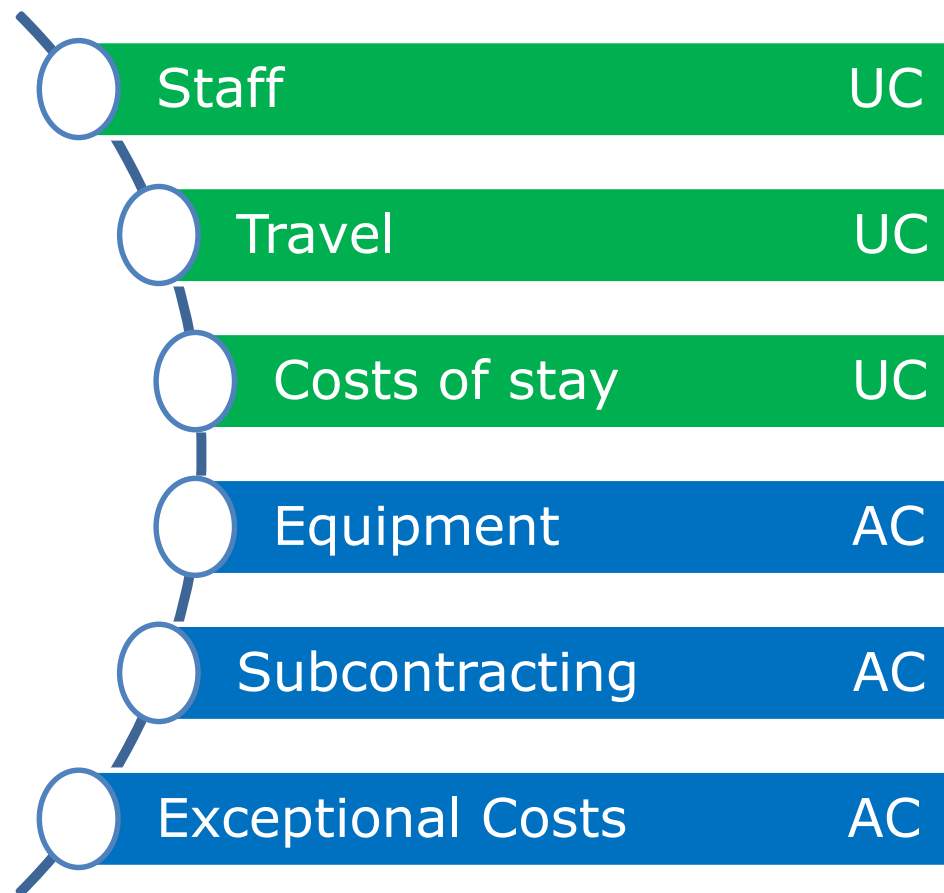 Staff UC
Travel UC
Costs of stay UC
Equipment AC
Subcontracting AC
Exceptional Costs AC